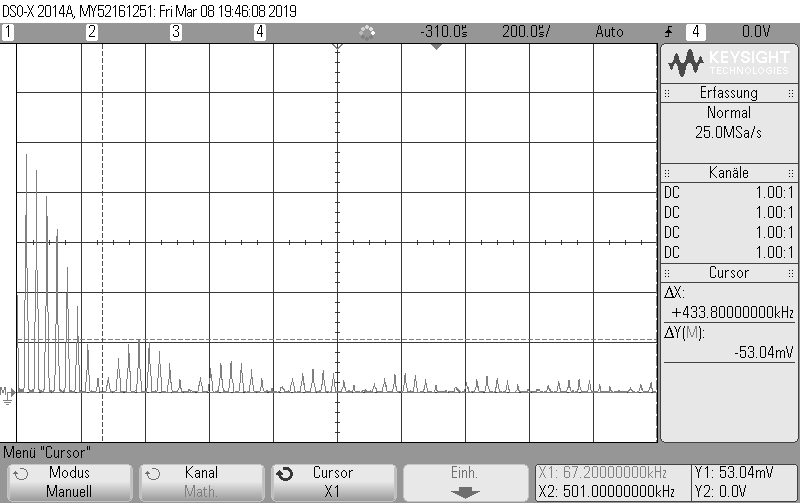 DSO-X 2014A, MY52161251: Fri Mar 08 19:46:08 2019
1 2 3 4 -310.0µs 200.0µs/ Auto 4 0.0V
KEYSIGHT
TECHNOLOGIES
Erfassung
Normal
25.0MSa/s
Kanäle
DC 1.00:1
DC 1.00:1
DC 1.00:1
DC 1.00:1
Cursor
ΔX:
+433.80000000kHz
ΔY(M):
-53.04mV
M
Menü "Cursor"
Modus
Manuell
Kanal
Math.
Cursor
X1
Einh.
X1: 67.20000000kHz
X2: 501.00000000kHz
Y1: 53.04mV
Y2: 0.0V